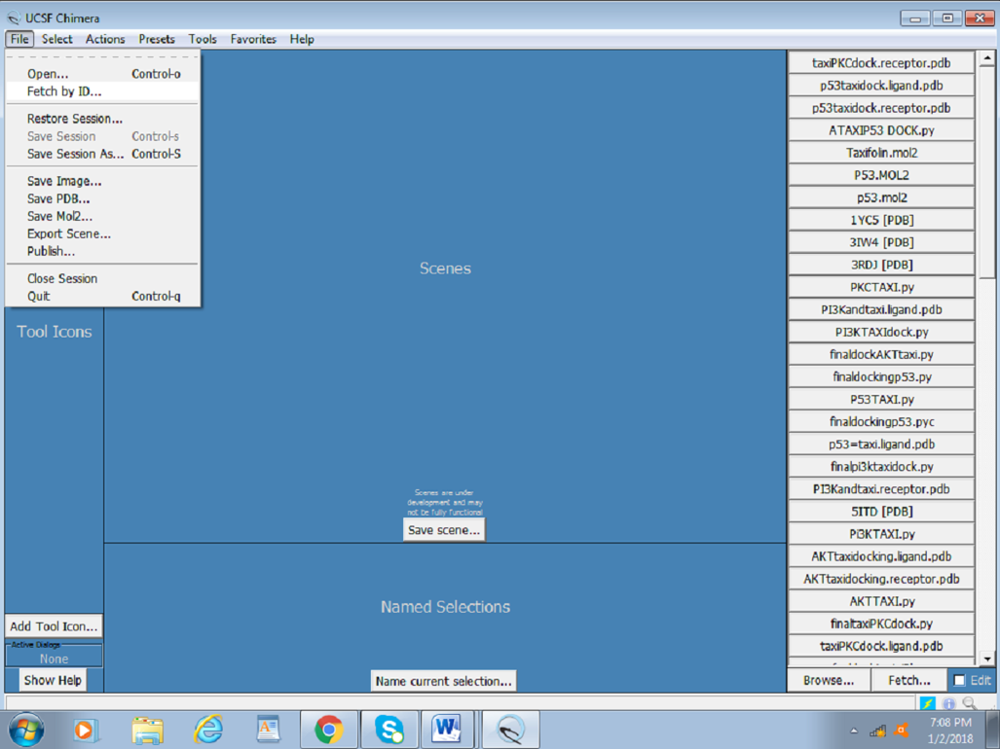 UCSF Chimera
File Select Actions Presets Tools Favorites Help
Open... Control-o
Fetch by ID...
Restore Session...
Save Session Control-s
Save Session As... Control-S
Save Image...
Save PDB...
Save Mol2...
Export Scene...
Publish...
Close Session
Quit Control-q
Tool Icons
Add Tool Icon...
Active Dialogs
None
Show Help
Scenes
Scenes are under
development and may
not be fully functional
Save scene...
Named Selections
Name current selection...
taxiPKCdock.receptor.pdb
p53taxidock.ligand.pdb
p53taxidock.receptor.pdb
ATAXIP53 DOCK.py
Taxifolin.mol2
P53.MOL2
p53.mol2
1YC5 [PDB]
3IW4 [PDB]
3RDJ [PDB]
PKCTAXI.py
PI3Kandtaxi.ligand.pdb
PI3KTAXIdock.py
finaldockAKTtaxi.py
finaldockingp53.py
P53TAXI.py
finaldockingp53.pyc
p53=taxi.ligand.pdb
finalpi3ktaxidock.py
PI3Kandtaxi.receptor.pdb
5ITD [PDB]
Pi3KTAXI.py
AKTtaxidocking.ligand.pdb
AKTtaxidocking.receptor.pdb
AKTTAXI.py
finaltaxiPKCdock.py
taxiPKCdock.ligand.pdb
Browse... Fetch... Edit
7:08 PM
1/2/2018